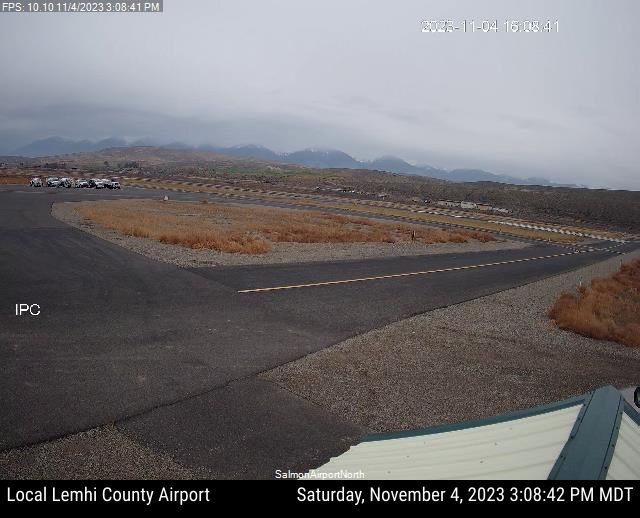 FPS: 10.10 11/4/2023 3:08:41 PM
2023-11-04 16:08:41
IPC
SalmonAirportNorth
Local Lemhi County Airport
Saturday, November 4, 2023 3:08:42 PM MDT